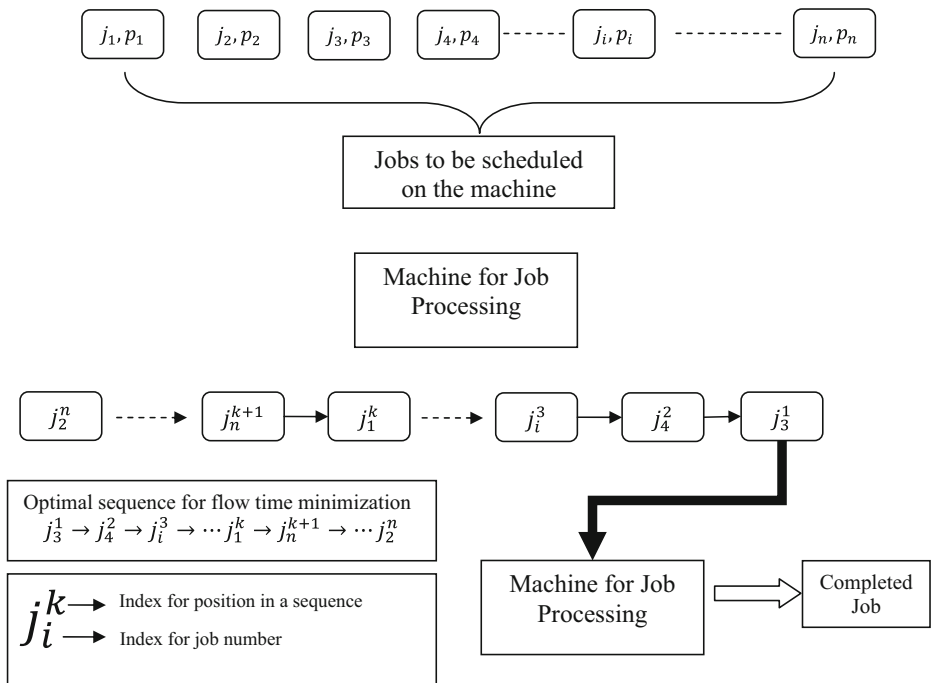 j₁, p₁ j₂, p₂ j₃, p₃ j₄, p₄ jᵢ, pᵢ jₙ, pₙ
Jobs to be scheduled
on the machine
Machine for Job
Processing
j₂ⁿ jₙᵏ⁺¹ → j₁ᵏ jᵢ³ → j₄² → j₃¹
Optimal sequence for flow time minimization
j₃¹ → j₄² → jᵢ³ → ⋯ j₁ᵏ → jₙᵏ⁺¹ → ⋯ j₂ⁿ
jᵢᵏ
Index for position in a sequence
Index for job number
Machine for Job
Processing
Completed
Job